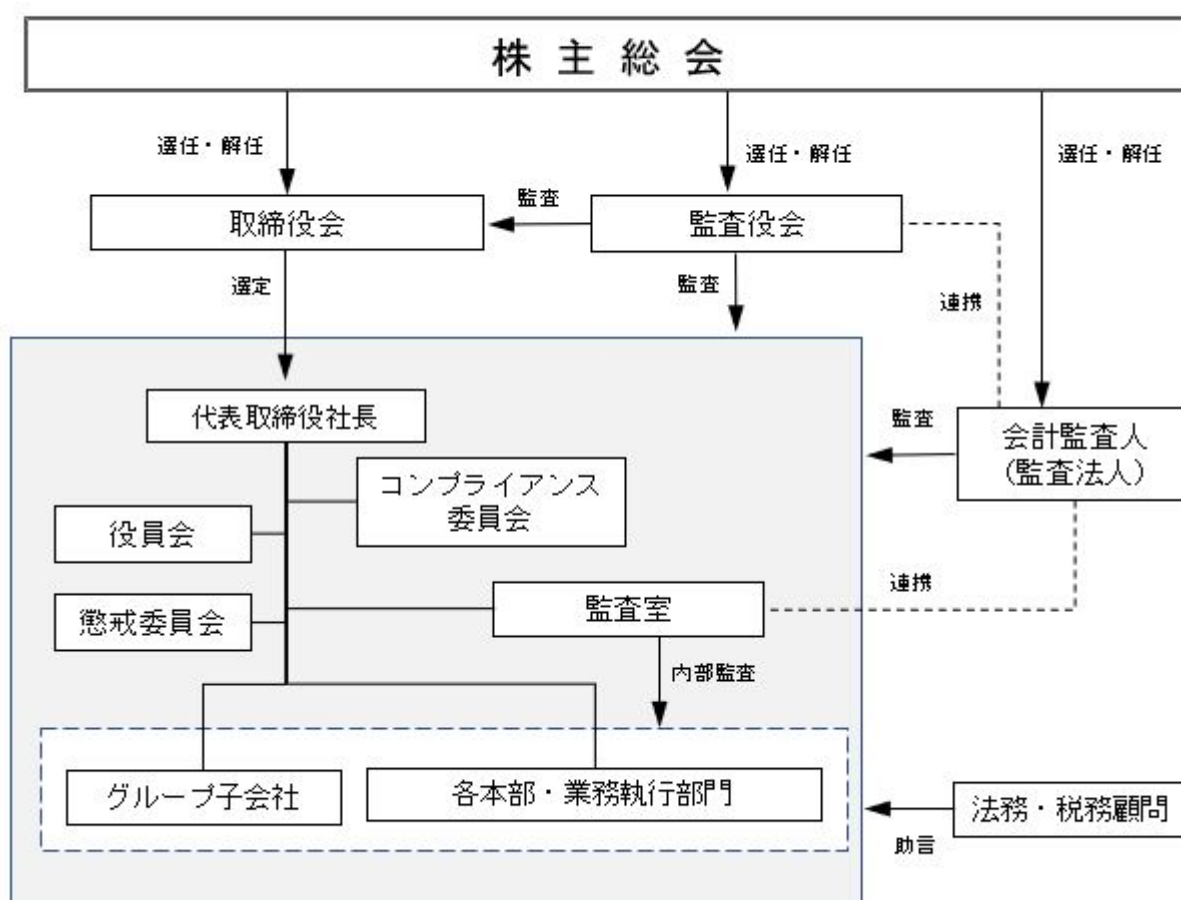 株主総会
選任・解任
選任・解任
選任・解任
取締役会
監査
監査役会
選定
監査
連携
代表取締役社長
監査
会計監査人
(監査法人)
コンプライアンス
委員会
役員会
連携
懲戒委員会
監査室
内部監査
グループ子会社
各本部・業務執行部門
法務・税務顧問
助言